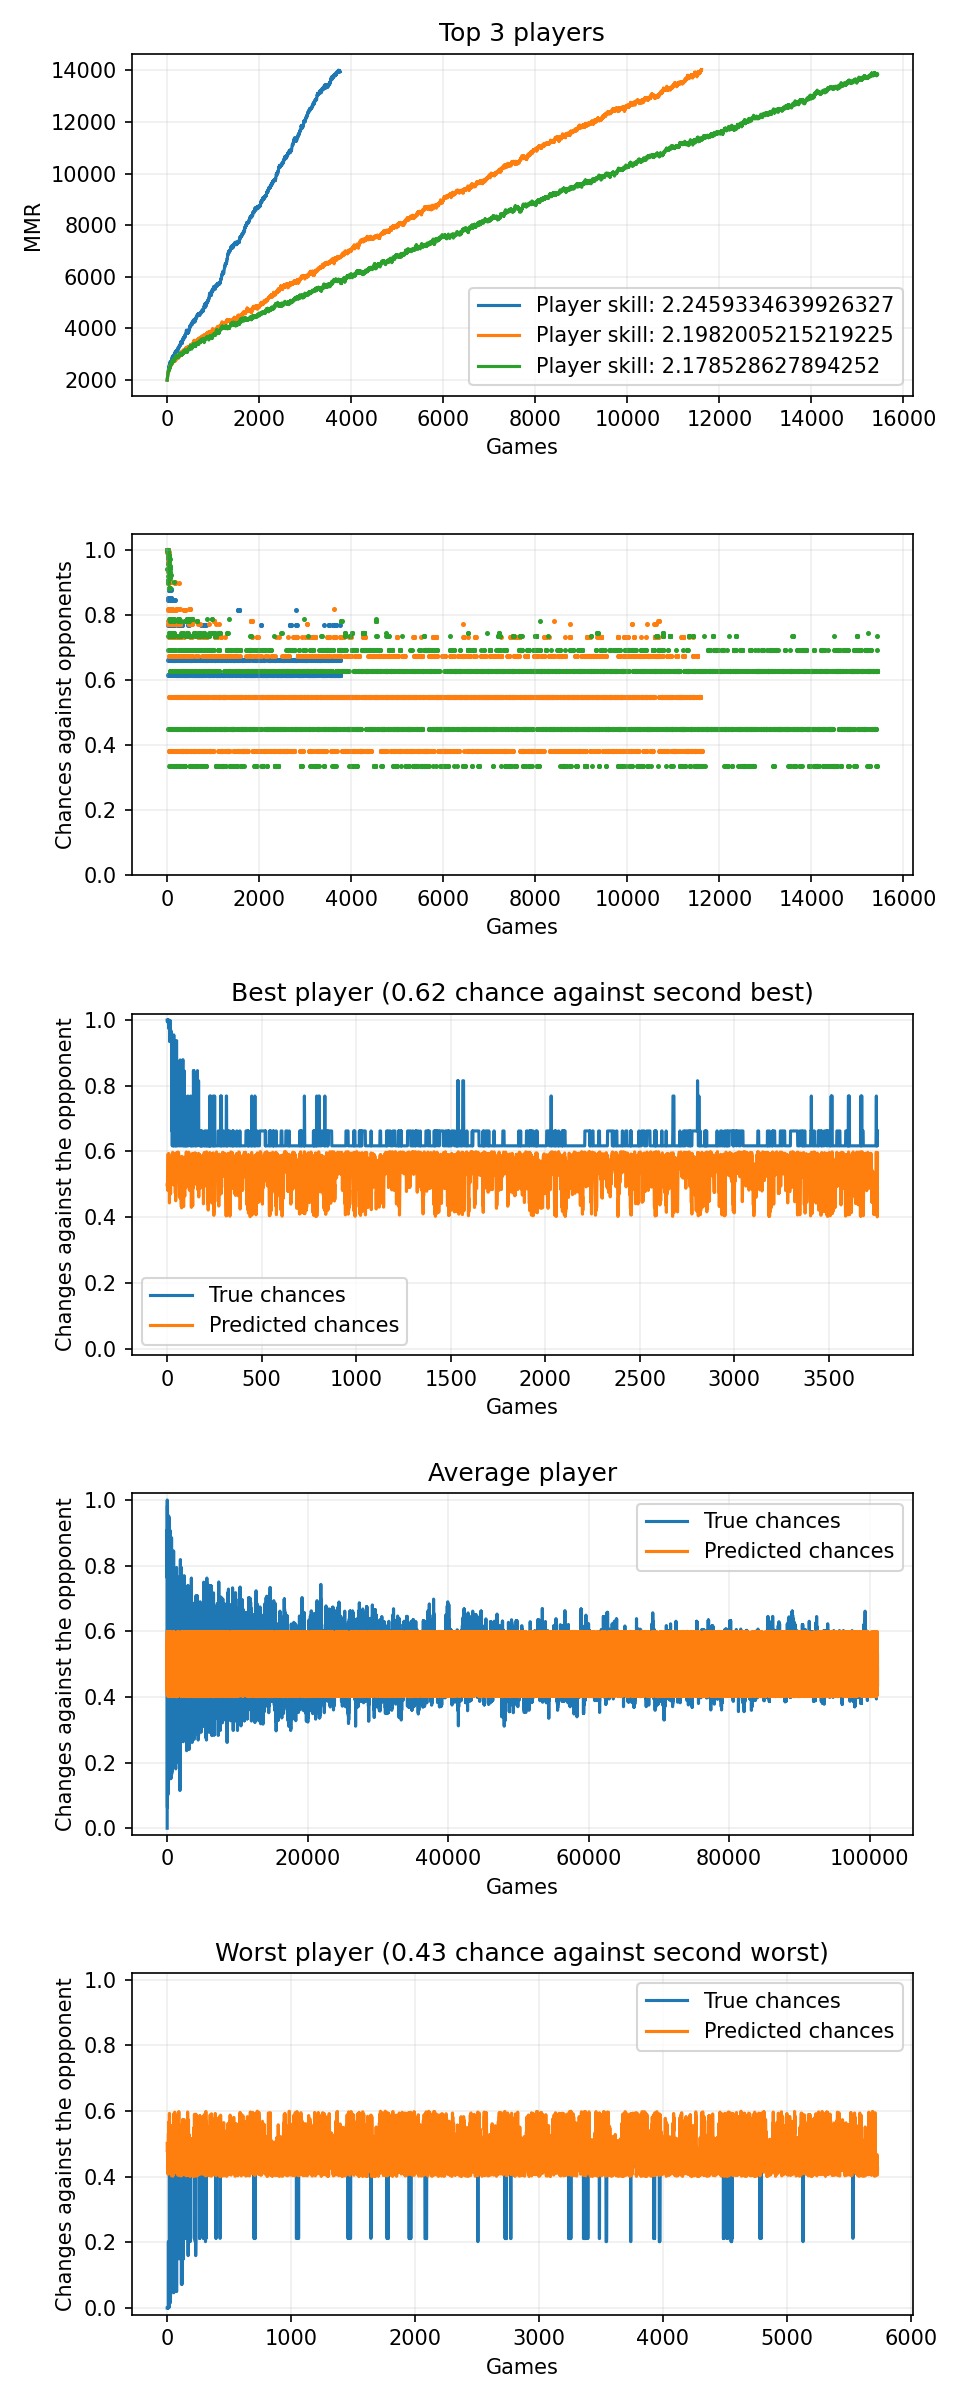 Top 3 players
14000
12000
10000
8000
6000
4000
2000
MMR
Player skill: 2.2459334639926327
Player skill: 2.1982005215219225
Player skill: 2.178528627894252
0 2000 4000 6000 8000 10000 12000 14000 16000
Games
1.0
0.8
0.6
0.4
0.2
0.0
Chances against opponents
0 2000 4000 6000 8000 10000 12000 14000 16000
Games
Best player (0.62 chance against second best)
1.0
0.8
0.6
0.4
0.2
0.0
Changes against the oppponent
True chances
Predicted chances
0 500 1000 1500 2000 2500 3000 3500
Games
Average player
1.0
0.8
0.6
0.4
0.2
0.0
Changes against the oppponent
True chances
Predicted chances
0 20000 40000 60000 80000 100000
Games
Worst player (0.43 chance against second worst)
1.0
0.8
0.6
0.4
0.2
0.0
Changes against the oppponent
True chances
Predicted chances
0 1000 2000 3000 4000 5000 6000
Games